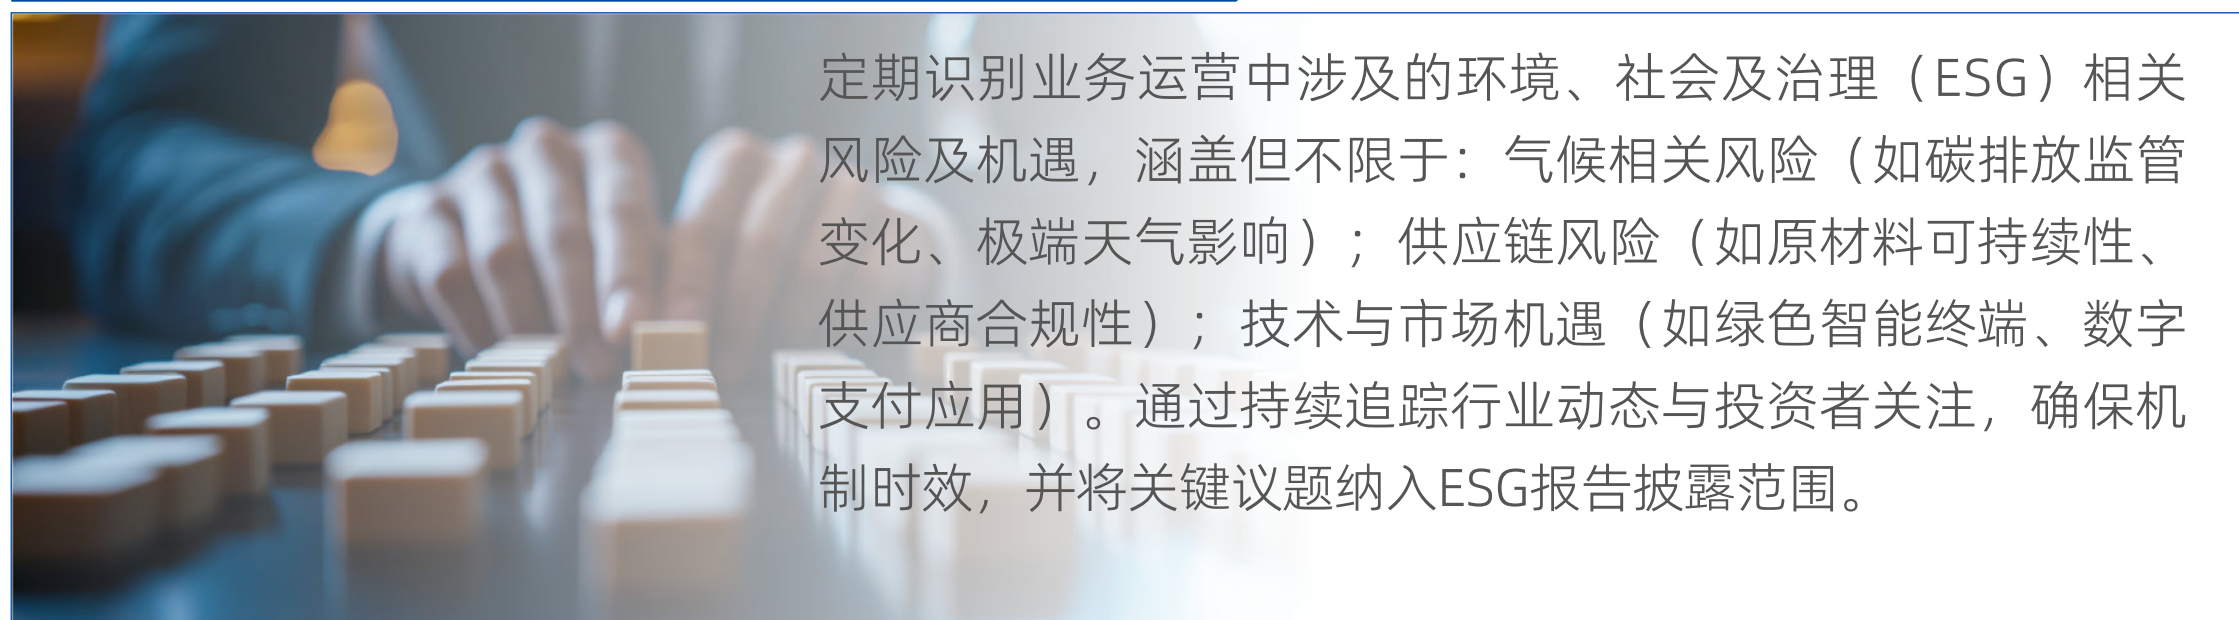 定期识别业务运营中涉及的环境、社会及治理（ESG）相关
风险及机遇，涵盖但不限于：气候相关风险（如碳排放监管
变化、极端天气影响）；供应链风险（如原材料可持续性、
供应商合规性）；技术与市场机遇（如绿色智能终端、数字
支付应用）。通过持续追踪行业动态与投资者关注，确保机
制时效，并将关键议题纳入ESG报告披露范围。